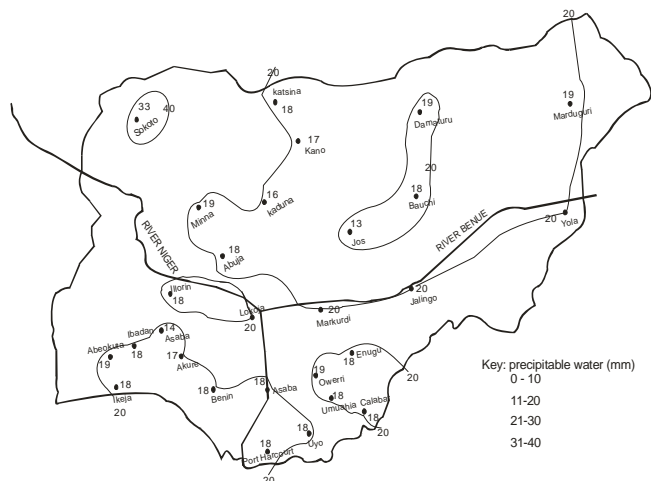 20
20
katsina
18
33
40
Sokoto
19
Damaturu
19
Marduguri
17
Kano
20
16
kaduna
19
Minna
18
Bauchi
13
Jos
RIVER NIGER
RIVER BENUE
18
Abuja
20
Yola
Illorin
18
Lokoja
20
20
Markurdi
20
Jalingo
14
Asaba
Ibadan
18
Abeokuta
19
17
Akure
18
Enugu
19
Owerri
20
18
Ikeja
20
18
Benin
18
Asaba
18
Umuahia
Calabar
18
20
18
Uyo
18
Port Harcourt
20
Key: precipitable water (mm)
0 - 10
11-20
21-30
31-40